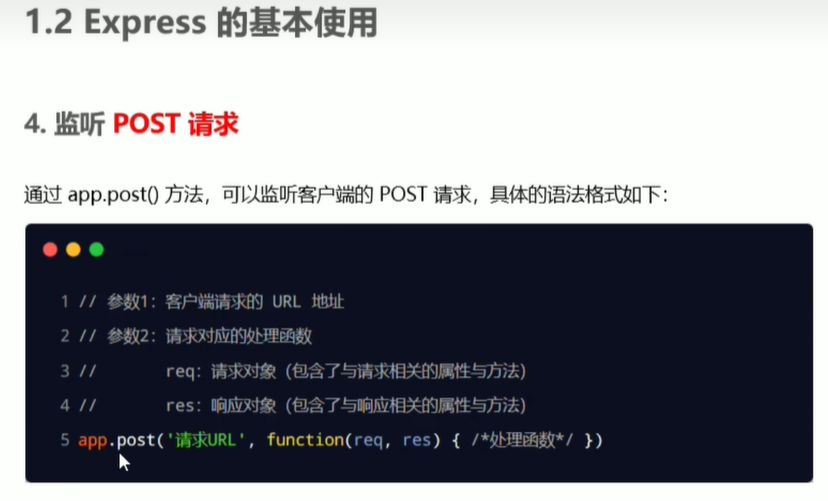 1.2 Express 的基本使用
4. 监听 POST 请求
通过 app.post() 方法，可以监听客户端的 POST 请求，具体的语法格式如下：
1 // 参数1：客户端请求的 URL 地址
2 // 参数2：请求对应的处理函数
3 //       req：请求对象（包含了与请求相关的属性与方法）
4 //       res：响应对象（包含了与响应相关的属性与方法）
5 app.post('请求URL', function(req, res) { /*处理函数*/ })